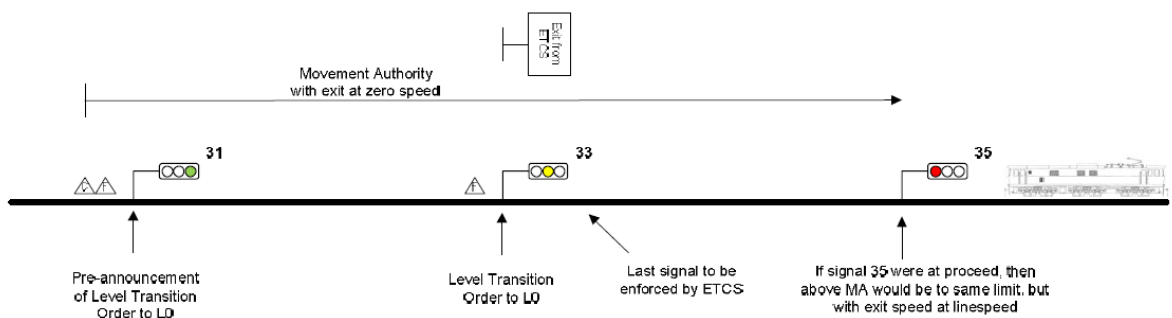 Exit from
ETCS
Movement Authority
with exit at zero speed
31
33
35
C
F
F
Pre-announcement
of Level Transition
Order to L0
Level Transition
Order to L0
Last signal to be
enforced by ETCS
If signal 35 were at proceed, then
above MA would be to same limit, but
with exit speed at linespeed